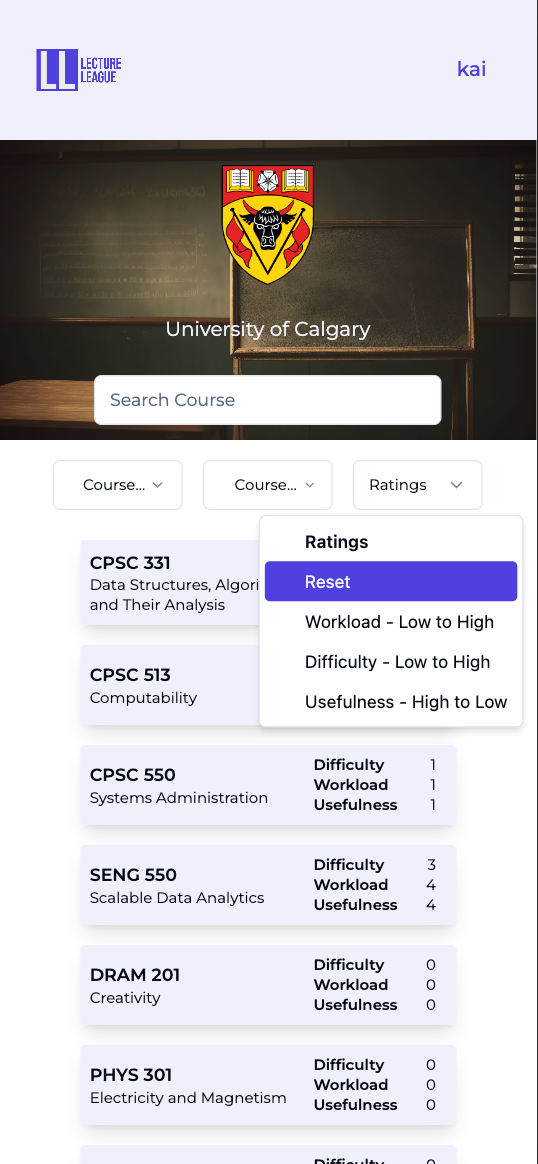 LECTURE
LEAGUE
kai
University of Calgary
Search Course
Course...
Course...
Ratings
Ratings
Reset
Workload - Low to High
Difficulty - Low to High
Usefulness - High to Low
CPSC 331
Data Structures, Algori
and Their Analysis
CPSC 513
Computability
CPSC 550
Systems Administration
Difficulty 1
Workload 1
Usefulness 1
SENG 550
Scalable Data Analytics
Difficulty 3
Workload 4
Usefulness 4
DRAM 201
Creativity
Difficulty 0
Workload 0
Usefulness 0
PHYS 301
Electricity and Magnetism
Difficulty 0
Workload 0
Usefulness 0
Difficulty 0